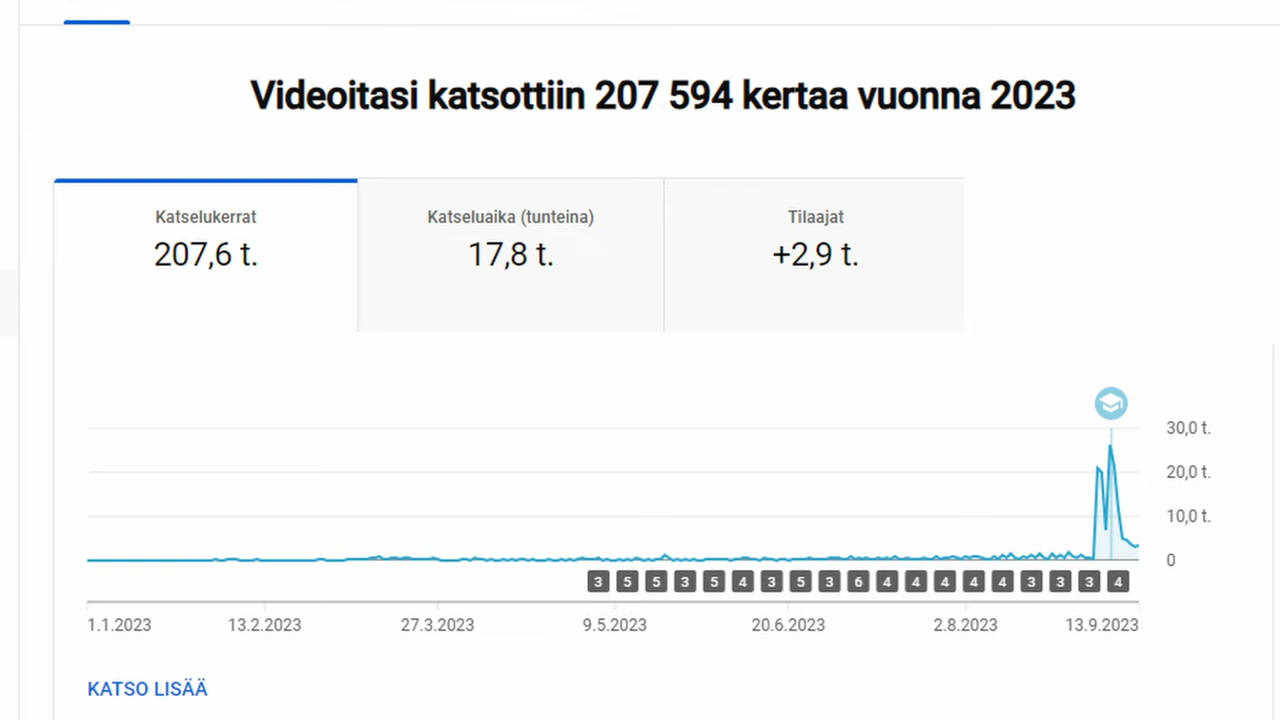 Videoitasi katsottiin 207 594 kertaa vuonna 2023
Katselukerrat
207,6 t.
Katseluaika (tunteina)
17,8 t.
Tilaajat
+2,9 t.
30,0 t.
20,0 t.
10,0 t.
0
3 5 5 3 5 4 3 5 3 6 4 4 4 4 4 3 3 3 4
1.1.2023 13.2.2023 27.3.2023 9.5.2023 20.6.2023 2.8.2023 13.9.2023
KATSO LISÄÄ